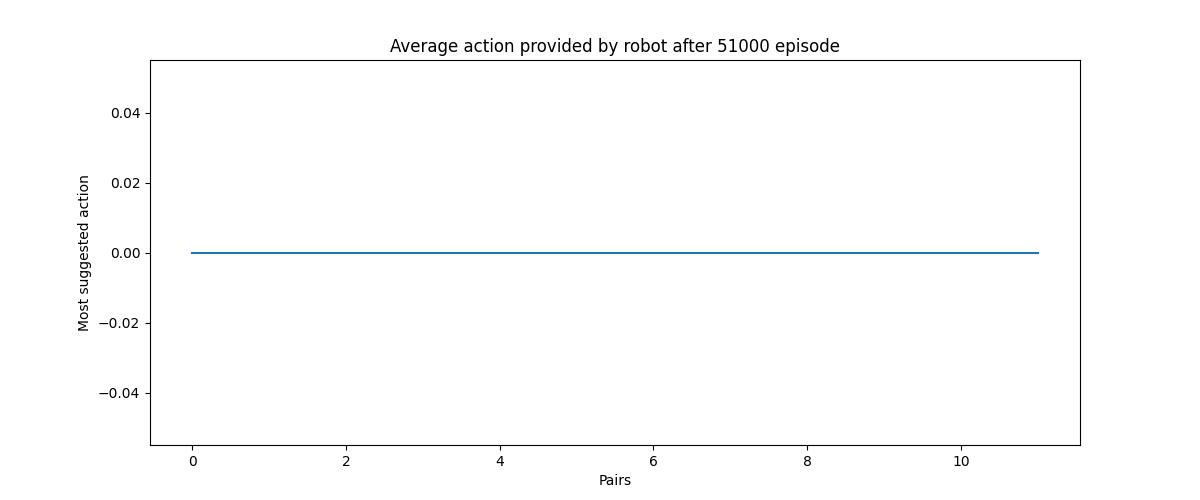 Average action provided by robot after 51000 episode
Most suggested action
0.04
0.02
0.00
−0.02
−0.04
0 2 4 6 8 10
Pairs